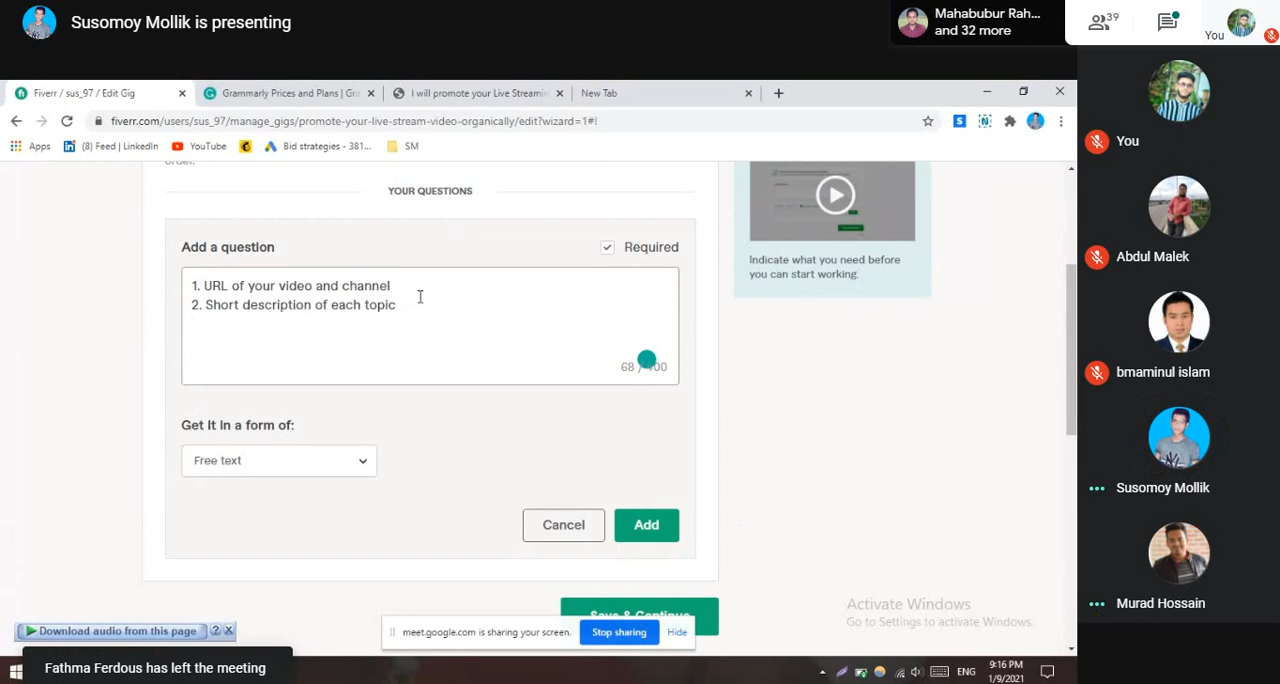 Susomoy Mollik is presenting
Mahabubur Rah...
and 32 more
39
You
Fiverr / sus_97 / Edit Gig
Grammarly Prices and Plans | Gra
I will promote your Live Streamin
New Tab
fiverr.com/users/sus_97/manage_gigs/promote-your-live-stream-video-organically/edit?wizard=1#!
Apps
(8) Feed | LinkedIn
YouTube
Bid strategies - 381...
SM
order.
YOUR QUESTIONS
Add a question
Required
1. URL of your video and channel
2. Short description of each topic
68 / 400
Get it in a form of:
Free text
Cancel
Add
Indicate what you need before
you can start working.
Save & Continue
Activate Windows
Go to Settings to activate Windows.
meet.google.com is sharing your screen.
Stop sharing
Hide
Download audio from this page
?
Fathma Ferdous has left the meeting
ENG
9:16 PM
1/9/2021
You
Abdul Malek
bmaminul islam
Susomoy Mollik
Murad Hossain